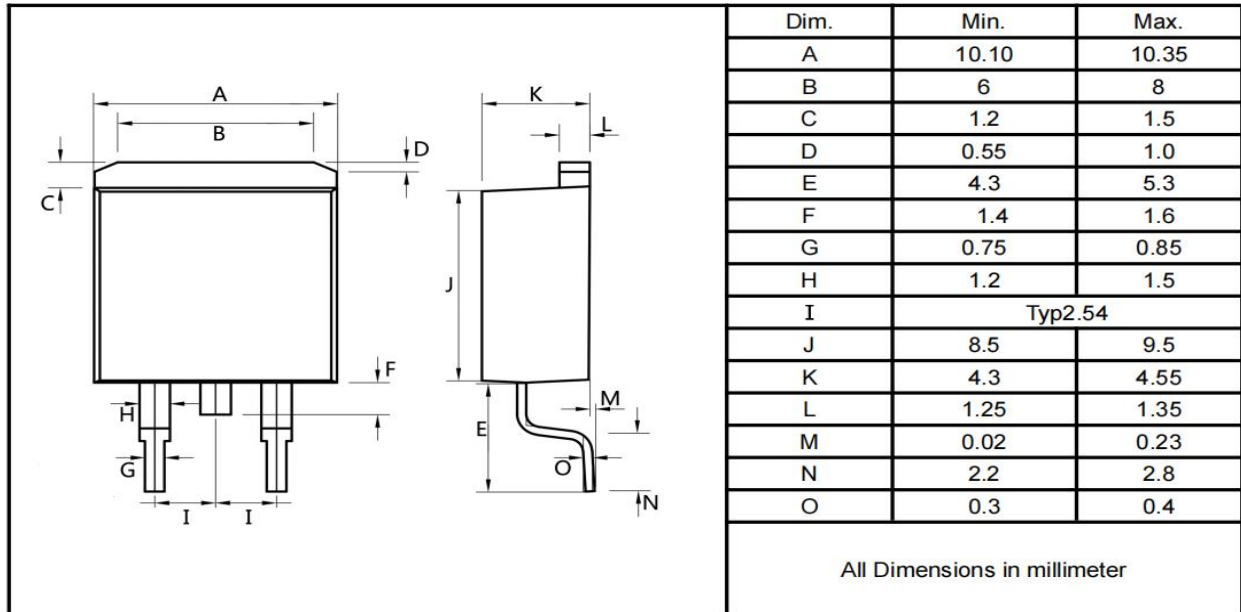 A
B
C
D
K
L
J
F
H
G
I I
E
M
O
N
Dim. Min. Max.
A 10.10 10.35
B 6 8
C 1.2 1.5
D 0.55 1.0
E 4.3 5.3
F 1.4 1.6
G 0.75 0.85
H 1.2 1.5
I Typ2.54
J 8.5 9.5
K 4.3 4.55
L 1.25 1.35
M 0.02 0.23
N 2.2 2.8
O 0.3 0.4
All Dimensions in millimeter